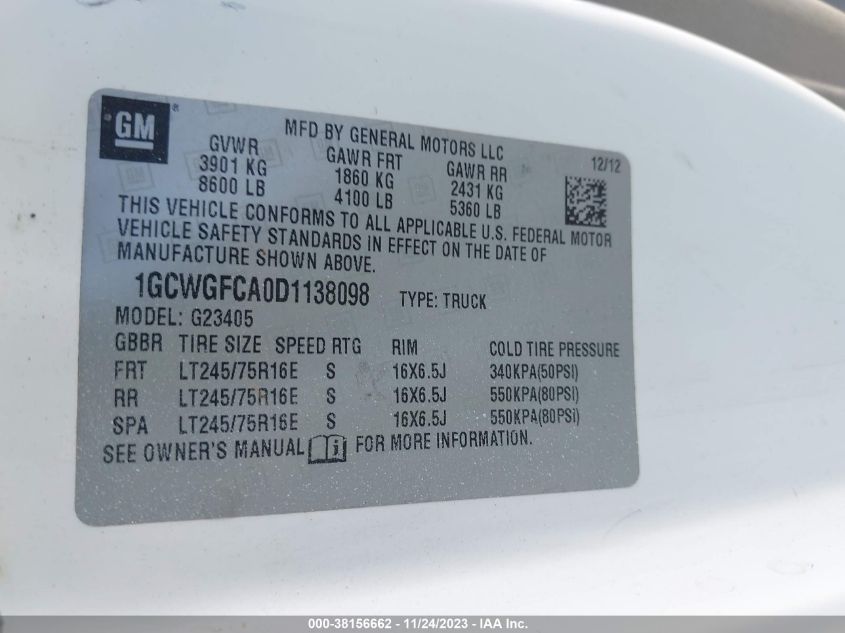 GM ®
MFD BY GENERAL MOTORS LLC
12/12
GVWR GAWR FRT GAWR RR
3901 KG 1860 KG 2431 KG
8600 LB 4100 LB 5360 LB
THIS VEHICLE CONFORMS TO ALL APPLICABLE U.S. FEDERAL MOTOR
VEHICLE SAFETY STANDARDS IN EFFECT ON THE DATE OF
MANUFACTURE SHOWN ABOVE.
1GCWGFCA0D1138098 TYPE: TRUCK
MODEL: G23405
GBBR TIRE SIZE SPEED RTG RIM COLD TIRE PRESSURE
FRT LT245/75R16E S 16X6.5J 340KPA(50PSI)
RR LT245/75R16E S 16X6.5J 550KPA(80PSI)
SPA LT245/75R16E S 16X6.5J 550KPA(80PSI)
SEE OWNER'S MANUAL i FOR MORE INFORMATION.
000-38156662 - 11/24/2023 - IAA Inc.